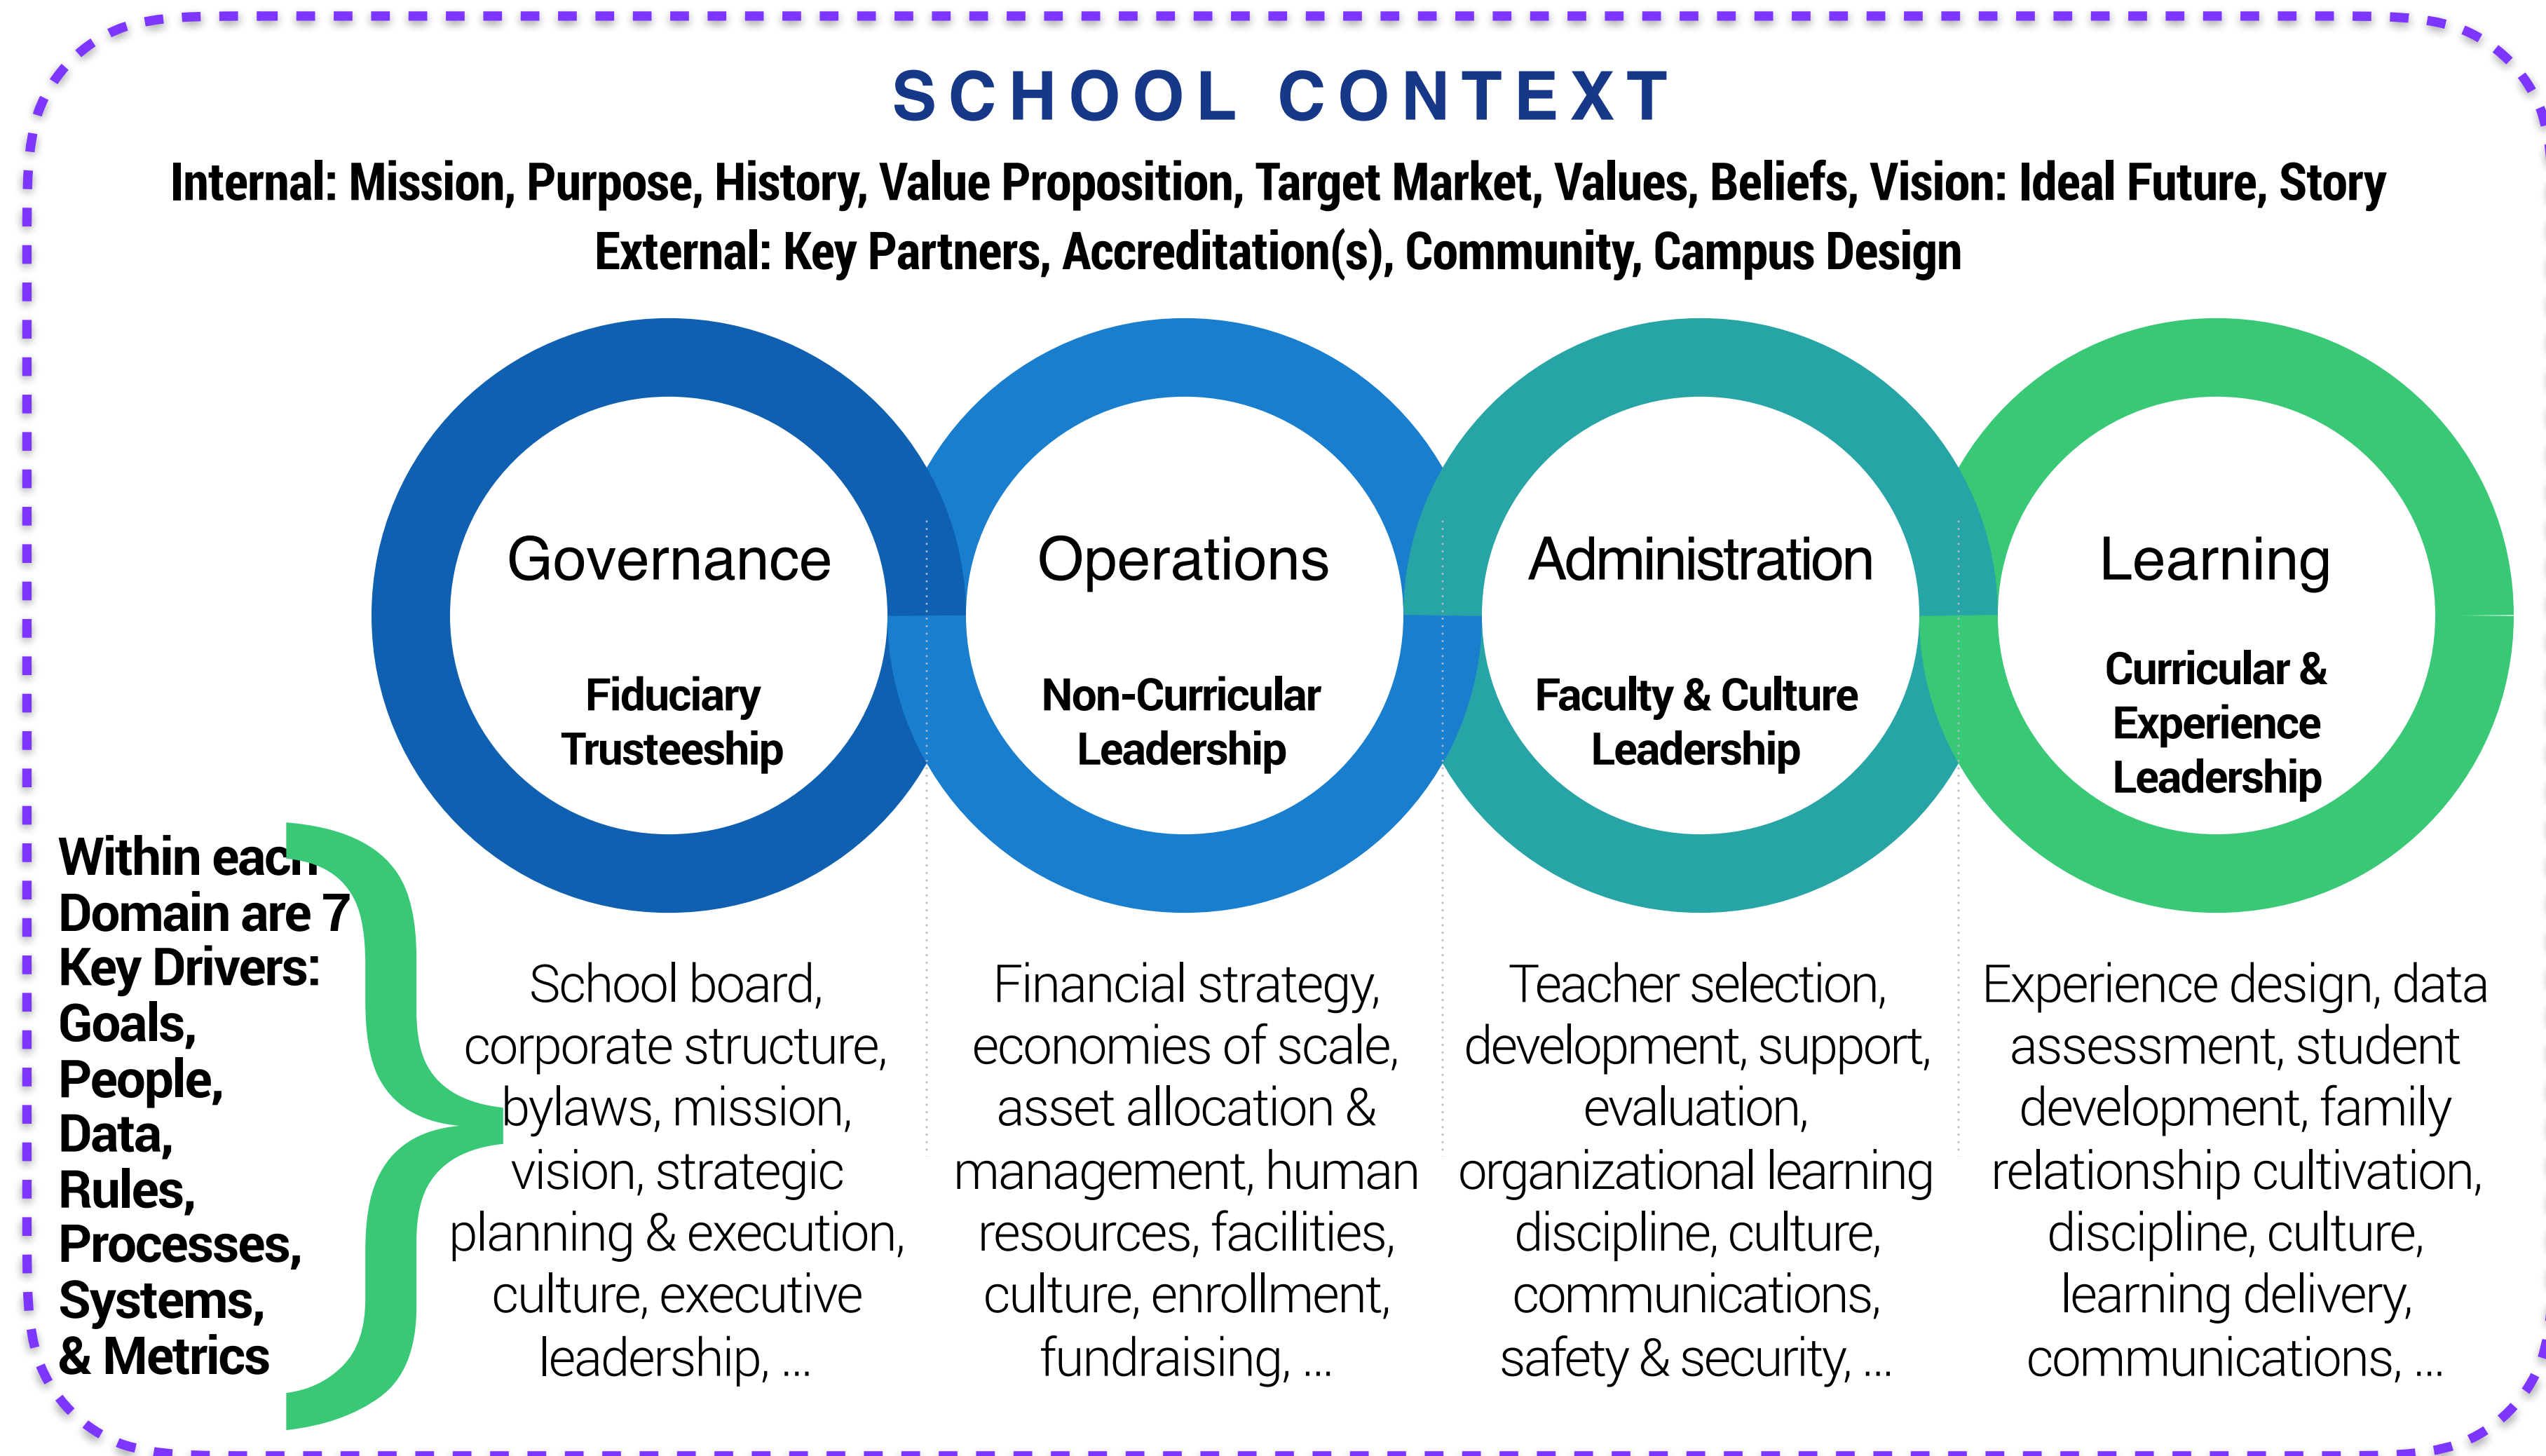 SCHOOL CONTEXT
Internal: Mission, Purpose, History, Value Proposition, Target Market, Values, Beliefs, Vision: Ideal Future, Story
External: Key Partners, Accreditation(s), Community, Campus Design
Governance
Fiduciary
Trusteeship
Operations
Non-Curricular
Leadership
Administration
Faculty & Culture
Leadership
Learning
Curricular &
Experience
Leadership
Within each
Domain are 7
Key Drivers:
Goals,
People,
Data,
Rules,
Processes,
Systems,
& Metrics
School board,
corporate structure,
bylaws, mission,
vision, strategic
planning & execution,
culture, executive
leadership, ...
Financial strategy,
economies of scale,
asset allocation &
management, human
resources, facilities,
culture, enrollment,
fundraising, ...
Teacher selection,
development, support,
evaluation,
organizational learning
discipline, culture,
communications,
safety & security, ...
Experience design, data
assessment, student
development, family
relationship cultivation,
discipline, culture,
learning delivery,
communications, ...